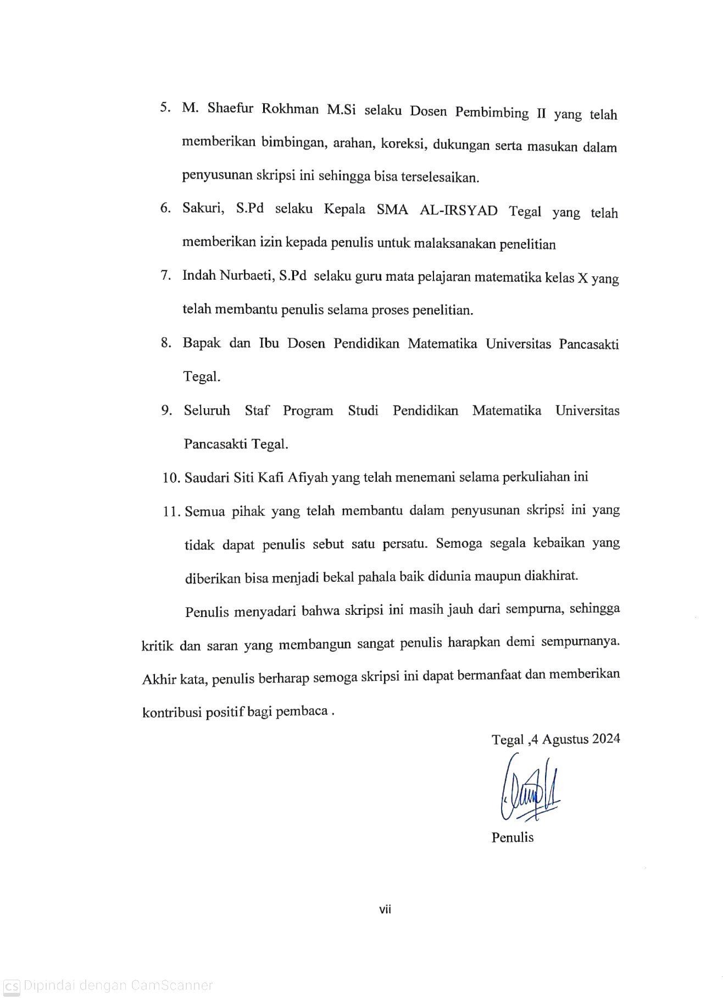 5. M. Shaefur Rokhman M.Si selaku Dosen Pembimbing II yang telah
memberikan bimbingan, arahan, koreksi, dukungan serta masukan dalam
penyusunan skripsi ini sehingga bisa terselesaikan.
6. Sakuri, S.Pd selaku Kepala SMA AL-IRSYAD Tegal yang telah
memberikan izin kepada penulis untuk malaksanakan penelitian
7. Indah Nurbaeti, S.Pd selaku guru mata pelajaran matematika kelas X yang
telah membantu penulis selama proses penelitian.
8. Bapak dan Ibu Dosen Pendidikan Matematika Universitas Pancasakti
Tegal.
9. Seluruh Staf Program Studi Pendidikan Matematika Universitas
Pancasakti Tegal.
10. Saudari Siti Kafi Afiyah yang telah menemani selama perkuliahan ini
11. Semua pihak yang telah membantu dalam penyusunan skripsi ini yang
tidak dapat penulis sebut satu persatu. Semoga segala kebaikan yang
diberikan bisa menjadi bekal pahala baik didunia maupun diakhirat.
Penulis menyadari bahwa skripsi ini masih jauh dari sempurna, sehingga
kritik dan saran yang membangun sangat penulis harapkan demi sempurnanya.
Akhir kata, penulis berharap semoga skripsi ini dapat bermanfaat dan memberikan
kontribusi positif bagi pembaca .
Tegal ,4 Agustus 2024
Penulis
vii
CS Dipindai dengan CamScanner